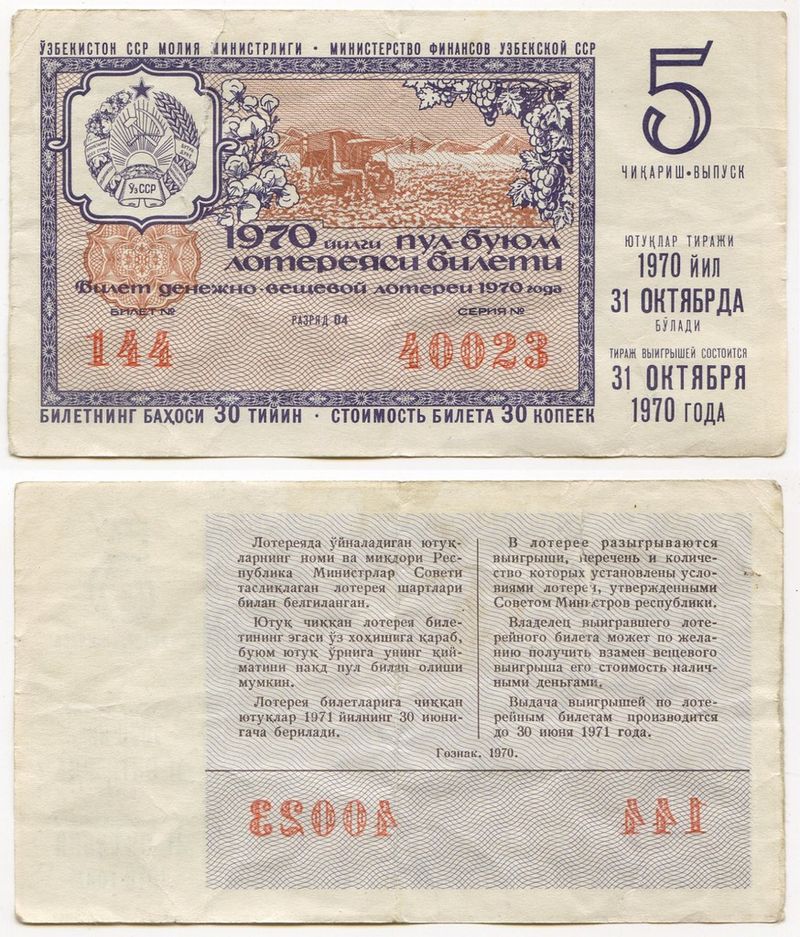 ЎЗБЕКИСТОН ССР МОЛИЯ МИНИСТРЛИГИ · МИНИСТЕРСТВО ФИНАНСОВ УЗБЕКСКОЙ ССР
5
ЧИҚАРИШ • ВЫПУСК
УзССР
1970 йилги пул-буюм
лотереяси билети
Билет денежно-вещевой лотереи 1970 года
БИЛЕТ №
РАЗРЯД 04
СЕРИЯ №
144
40023
ЮТУҚЛАР ТИРАЖИ
1970 ЙИЛ
31 ОКТЯБРДА
БЎЛАДИ
ТИРАЖ ВЫИГРЫШЕЙ СОСТОИТСЯ
31 ОКТЯБРЯ
1970 ГОДА
БИЛЕТНИНГ БАҲОСИ 30 ТИЙИН · СТОИМОСТЬ БИЛЕТА 30 КОПЕЕК
Лотереяда ўйналадиган ютуқ-
ларнинг номи ва миқдори Рес-
публика Министрлар Совети
тасдиқлаган лотерея шартлари
билан белгиланган.
Ютуқ чиққан лотерея биле-
тининг эгаси ўз хоҳишига қараб,
буюм ютуқ ўрнига унинг қий-
матини нақд пул билан олиши
мумкин.
Лотерея билетларига чиққан
ютуқлар 1971 йилнинг 30 июни-
гача берилади.
В лотерее разыгрываются
выигрыши, перечень и количе-
ство которых установлены усло-
виями лотереи, утвержденными
Советом Министров республики.
Владелец выигравшего лоте-
рейного билета может по жела-
нию получить взамен вещевого
выигрыша его стоимость налич-
ными деньгами.
Выдача выигрышей по лоте-
рейным билетам производится
до 30 июня 1971 года.
Гознак. 1970.
40023
144